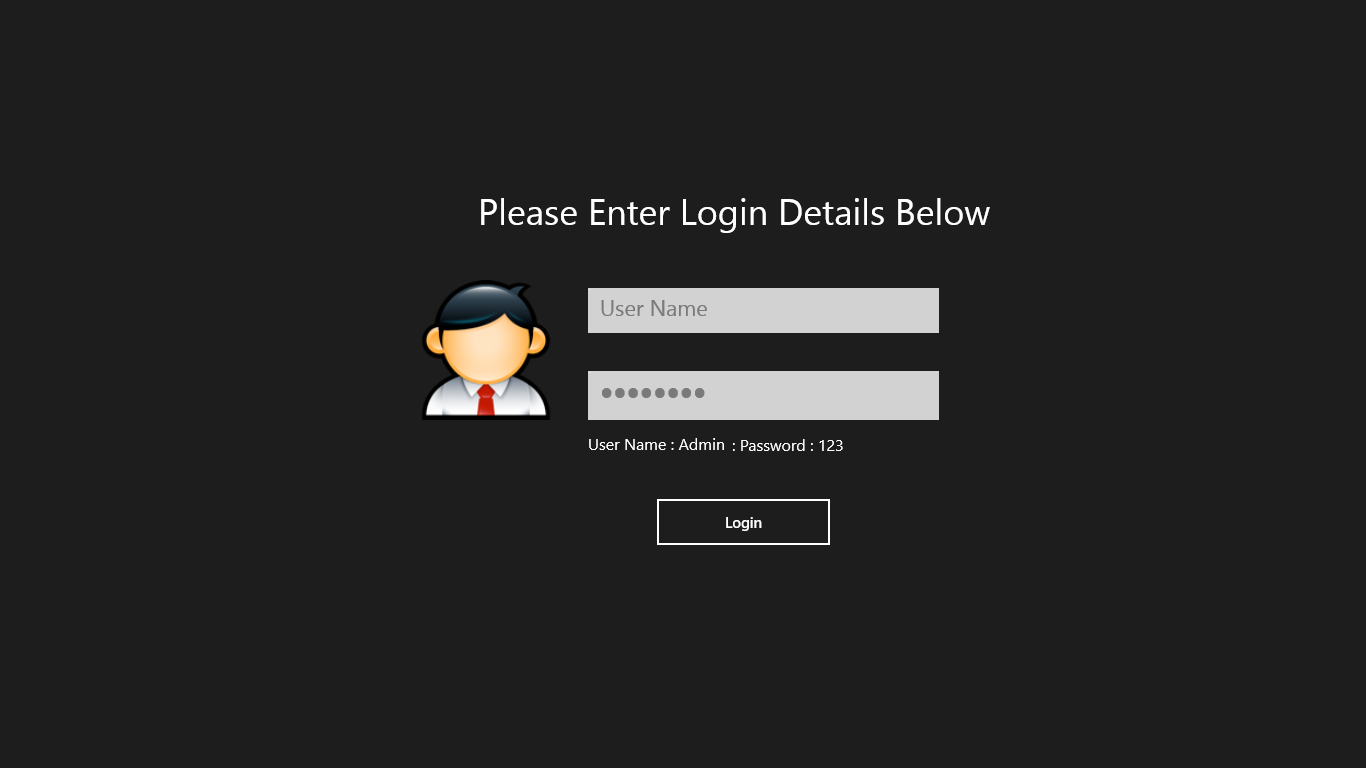 Please Enter Login Details Below
User Name
••••••••
User Name : Admin : Password : 123
Login